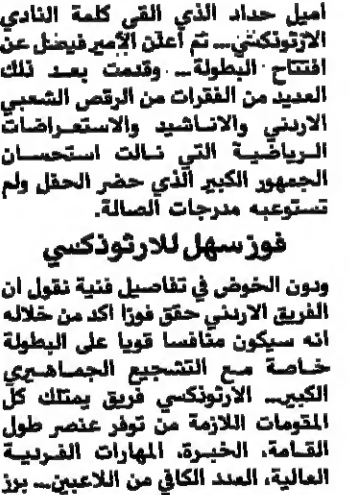 اميل حداد الذي القى كلمة النادي
الارثوذكسي... ثم أعلن الأمير فيصل عن
افتتاح البطولة... وقدمت بعد ذلك
العديد من الفقرات من الرقص الشعبي
الاردني والاناشيد والاستعراضات
الرياضية التي نالت استحسان
الجمهور الكبير الذي حضر الحفل ولم
تستوعبه مدرجات الصالة.
فوز سهل للارثوذكسي
ودون الخوض في تفاصيل فنية نقول ان
الفريق الاردني حقق فوزا اكد من خلاله
انه سيكون منافسا قويا على البطولة
خاصة مع التشجيع الجماهيري
الكبير... الارثوذكسي فريق يمتلك كل
المقومات اللازمة من توفر عنصر طول
القامة، الخبرة، المهارات الفردية
العالية، العدد الكافي من اللاعبين... برز